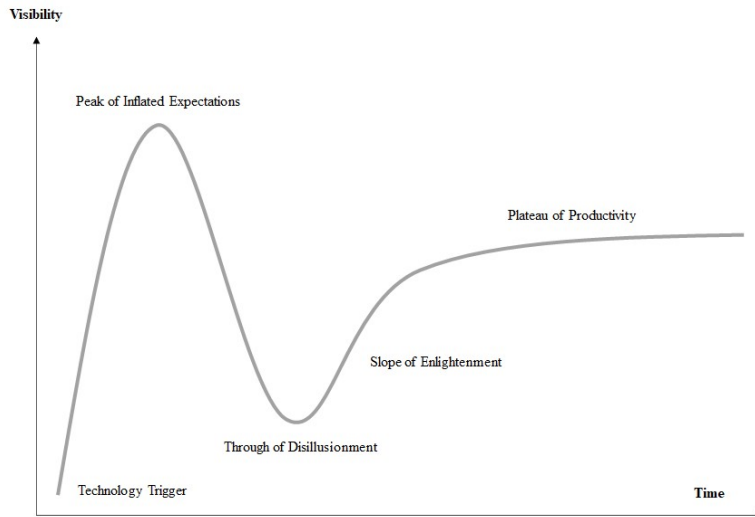 Visibility
Peak of Inflated Expectations
Plateau of Productivity
Slope of Enlightenment
Through of Disillusionment
Technology Trigger
Time